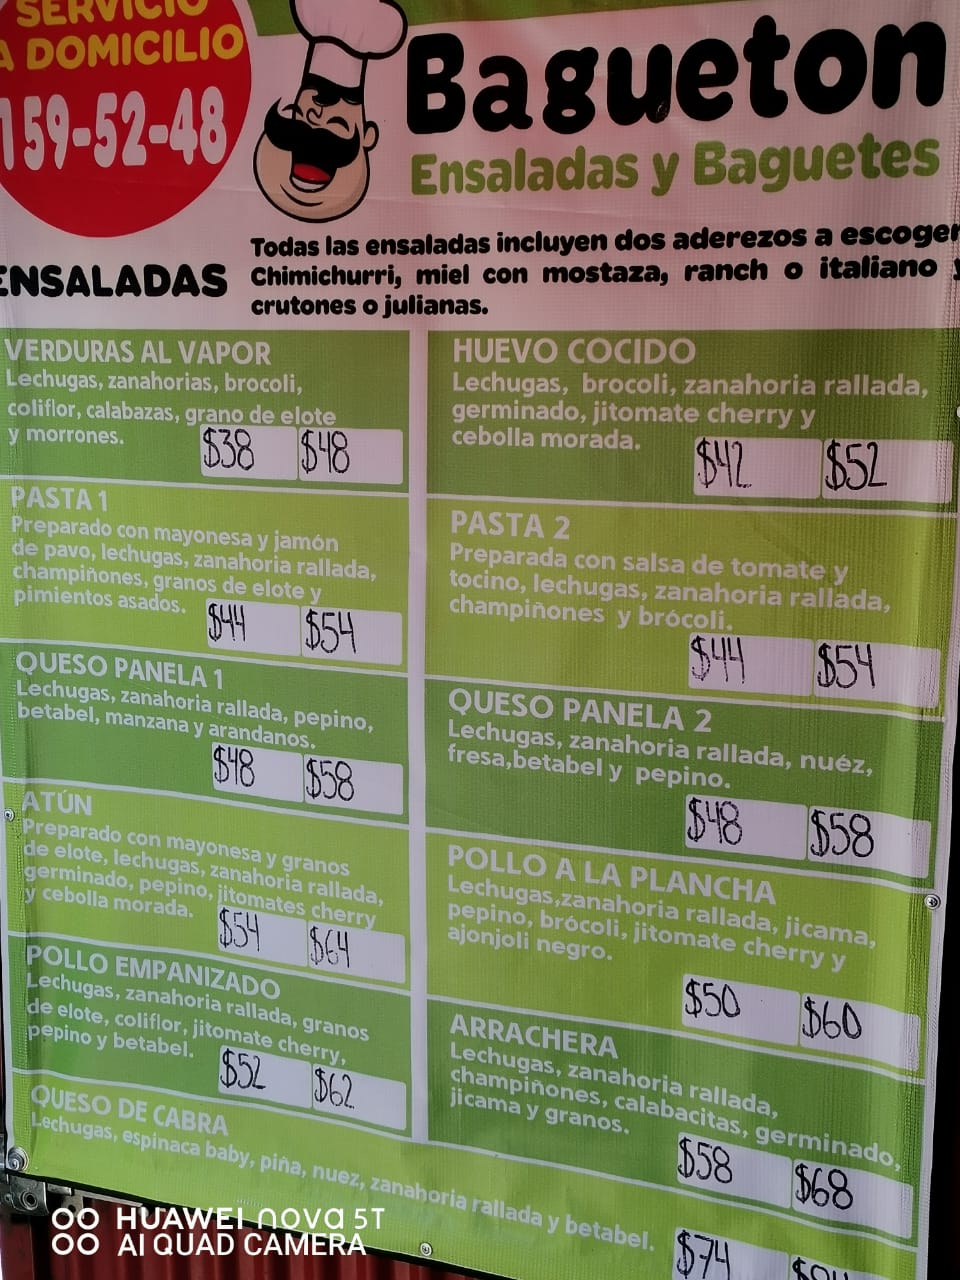 SERVICIO
A DOMICILIO
159-52-48
Bagueton
Ensaladas y Baguetes
ENSALADAS
Todas las ensaladas incluyen dos aderezos a escoger
Chimichurri, miel con mostaza, ranch o italiano y
crutones o julianas.
VERDURAS AL VAPOR
Lechugas, zanahorias, brocoli,
coliflor, calabazas, grano de elote
y morrones.
$38 $48
HUEVO COCIDO
Lechugas, brocoli, zanahoria rallada,
germinado, jitomate cherry y
cebolla morada.
$42 $52
PASTA 1
Preparado con mayonesa y jamón
de pavo, lechugas, zanahoria rallada,
champiñones, granos de elote y
pimientos asados.
$44 $54
PASTA 2
Preparada con salsa de tomate y
tocino, lechugas, zanahoria rallada,
champiñones y brócoli.
$44 $54
QUESO PANELA 1
Lechugas, zanahoria rallada, pepino,
betabel, manzana y arandanos.
$48 $58
QUESO PANELA 2
Lechugas, zanahoria rallada, nuéz,
fresa,betabel y pepino.
$48 $58
ATÚN
Preparado con mayonesa y granos
de elote, lechugas, zanahoria rallada,
germinado, pepino, jitomates cherry
y cebolla morada.
$54 $64
POLLO A LA PLANCHA
Lechugas,zanahoria rallada, jicama,
pepino, brócoli, jitomate cherry y
ajonjoli negro.
$50 $60
POLLO EMPANIZADO
Lechugas, zanahoria rallada, granos
de elote, coliflor, jitomate cherry,
pepino y betabel.
$52 $62
ARRACHERA
Lechugas, zanahoria rallada,
champiñones, calabacitas, germinado,
jicama y granos.
$58 $68
QUESO DE CABRA
Lechugas, espinaca baby, piña, nuez, zanahoria rallada y betabel.
$74
HUAWEI nova 5T
AI QUAD CAMERA